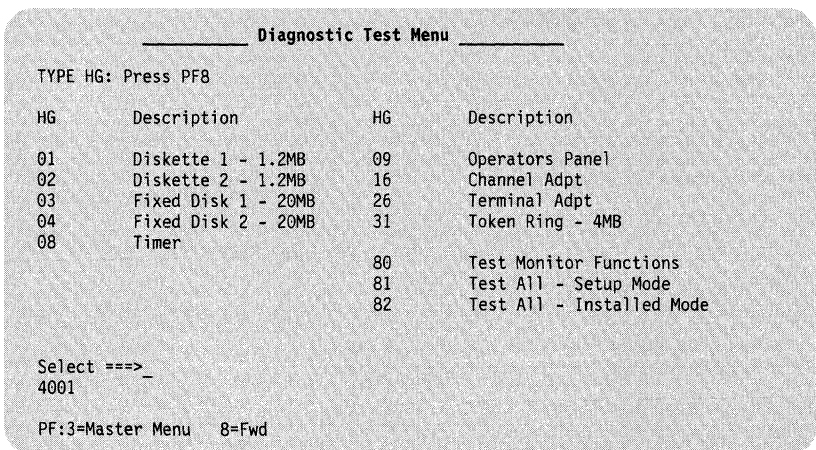 Diagnostic Test Menu
TYPE HG: Press PF8
HG Description HG Description
01 Diskette 1 - 1.2MB 09 Operators Panel
02 Diskette 2 - 1.2MB 16 Channel Adpt
03 Fixed Disk 1 - 20MB 26 Terminal Adpt
04 Fixed Disk 2 - 20MB 31 Token Ring - 4MB
08 Timer
80 Test Monitor Functions
81 Test All - Setup Mode
82 Test All - Installed Mode
Select ===>_
4001
PF:3=Master Menu 8=Fwd